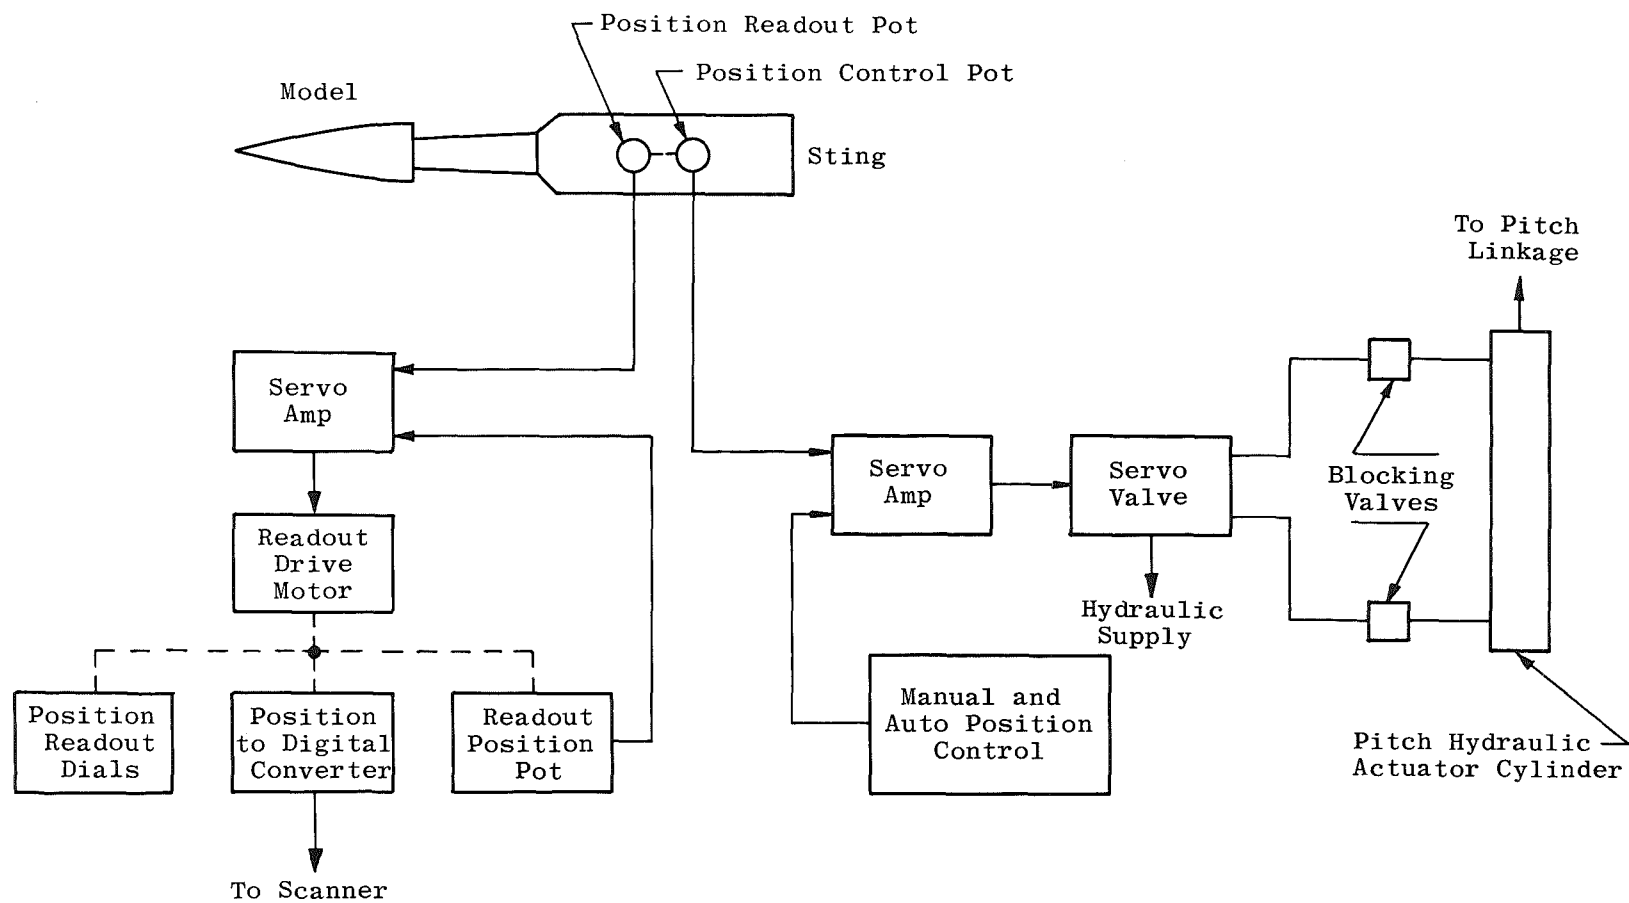 Position Readout Pot
Position Control Pot
Model
Sting
To Pitch
Linkage
Servo
Amp
Servo
Amp
Servo
Valve
Blocking
Valves
Readout
Drive
Motor
Hydraulic
Supply
Position
Readout
Dials
Position
to Digital
Converter
Readout
Position
Pot
Manual and
Auto Position
Control
Pitch Hydraulic
Actuator Cylinder
To Scanner